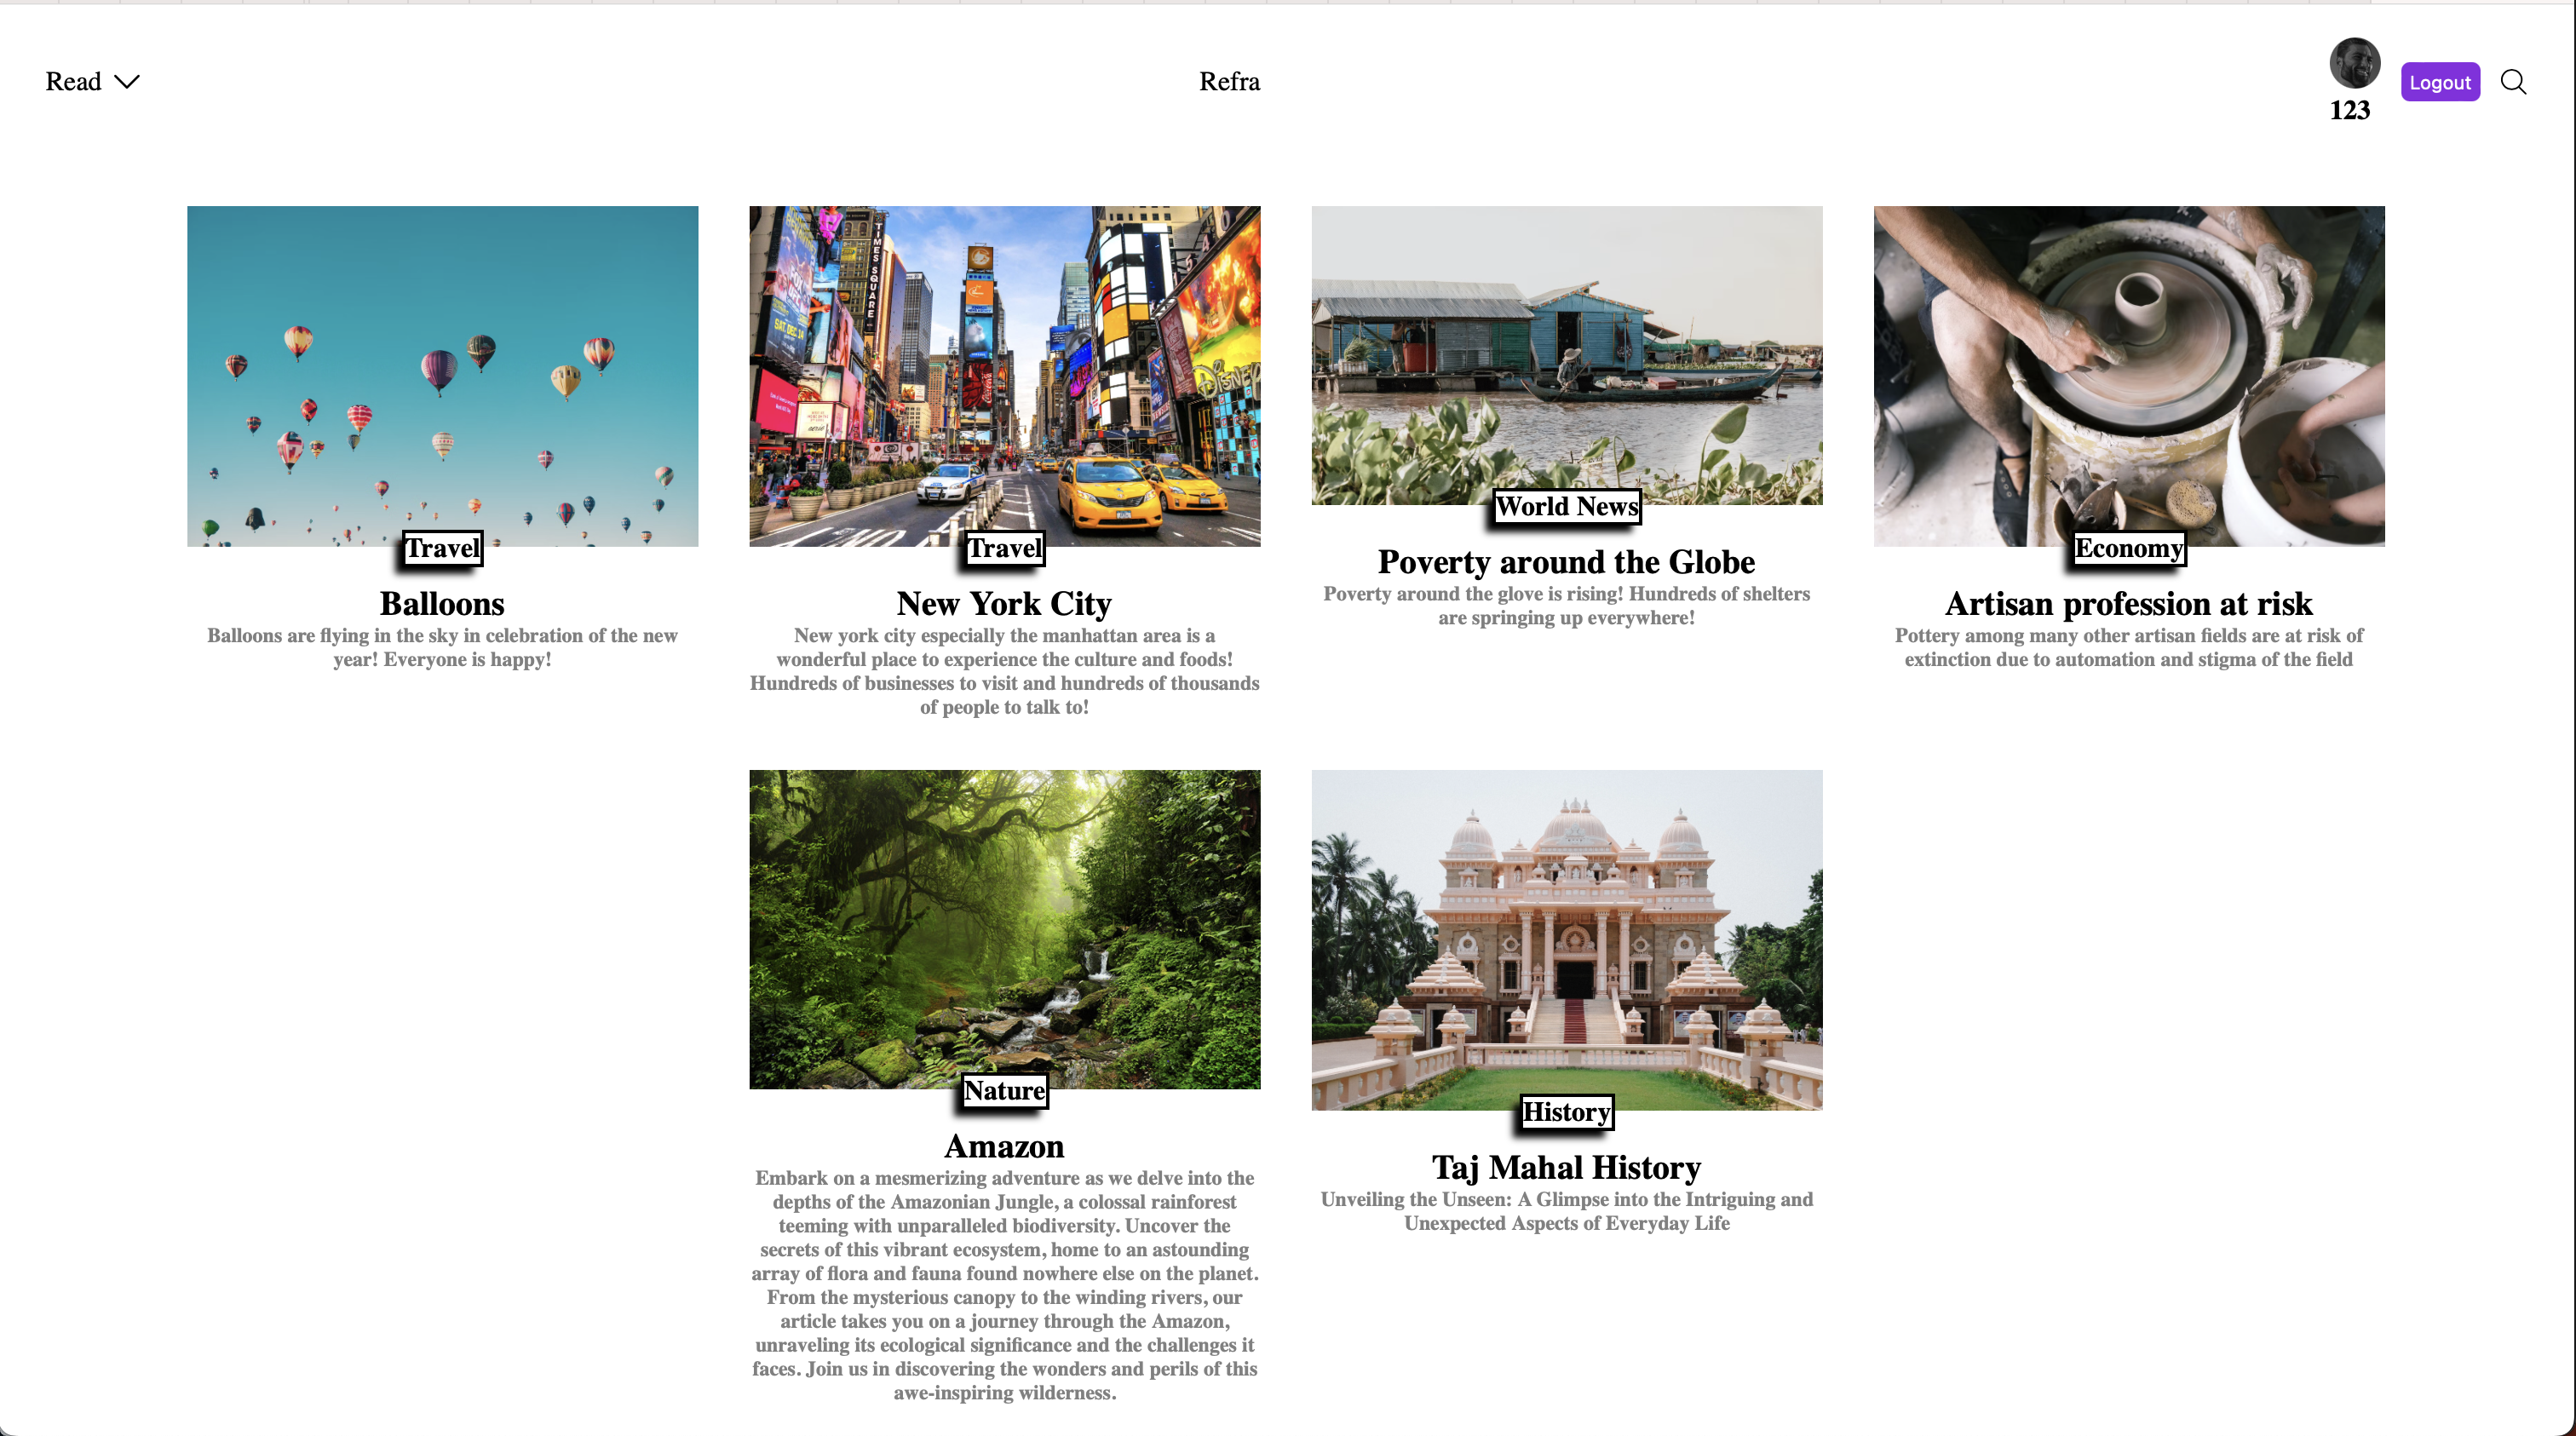 Read
Refra
123
Logout
TIMES SQUARE
SAT. DEC. 14
DISNEY
Travel
Balloons
Balloons are flying in the sky in celebration of the new
year! Everyone is happy!
Travel
New York City
New york city especially the manhattan area is a
wonderful place to experience the culture and foods!
Hundreds of businesses to visit and hundreds of thousands
of people to talk to!
World News
Poverty around the Globe
Poverty around the glove is rising! Hundreds of shelters
are springing up everywhere!
Economy
Artisan profession at risk
Pottery among many other artisan fields are at risk of
extinction due to automation and stigma of the field
Nature
Amazon
Embark on a mesmerizing adventure as we delve into the
depths of the Amazonian Jungle, a colossal rainforest
teeming with unparalleled biodiversity. Uncover the
secrets of this vibrant ecosystem, home to an astounding
array of flora and fauna found nowhere else on the planet.
From the mysterious canopy to the winding rivers, our
article takes you on a journey through the Amazon,
unraveling its ecological significance and the challenges it
faces. Join us in discovering the wonders and perils of this
awe-inspiring wilderness.
History
Taj Mahal History
Unveiling the Unseen: A Glimpse into the Intriguing and
Unexpected Aspects of Everyday Life